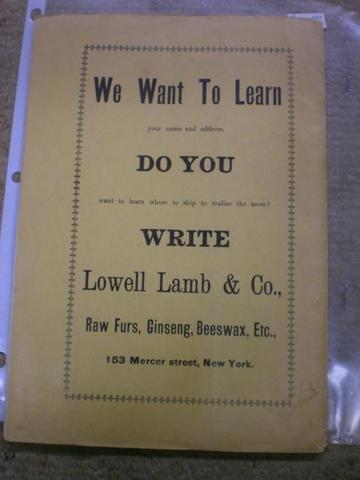 We Want To Learn
your name and address.
DO YOU
want to learn where to ship to realize the most?
WRITE
Lowell Lamb & Co.,
Raw Furs, Ginseng, Beeswax, Etc.,
153 Mercer street, New York.